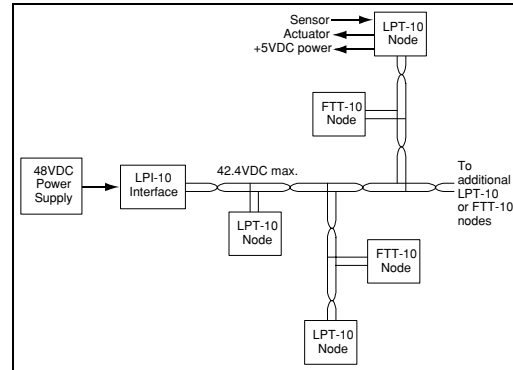 Sensor
Actuator
+5VDC power
LPT-10
Node
FTT-10
Node
48VDC
Power
Supply
LPI-10
Interface
42.4VDC max.
To
additional
LPT-10
or FTT-10
nodes
LPT-10
Node
FTT-10
Node
LPT-10
Node